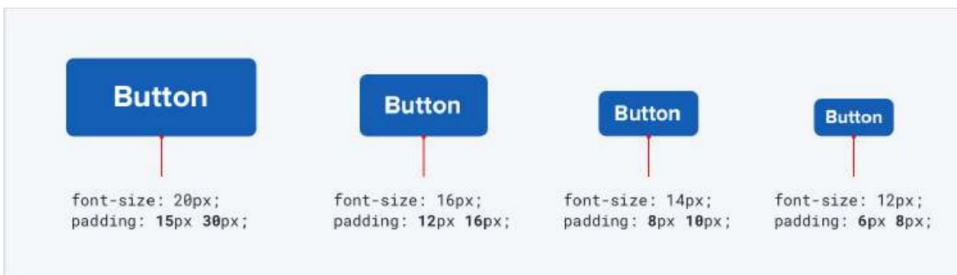 Button
Button
Button
Button
font-size: 20px;
padding: 15px 30px;
font-size: 16px;
padding: 12px 16px;
font-size: 14px;
padding: 8px 10px;
font-size: 12px;
padding: 6px 8px;